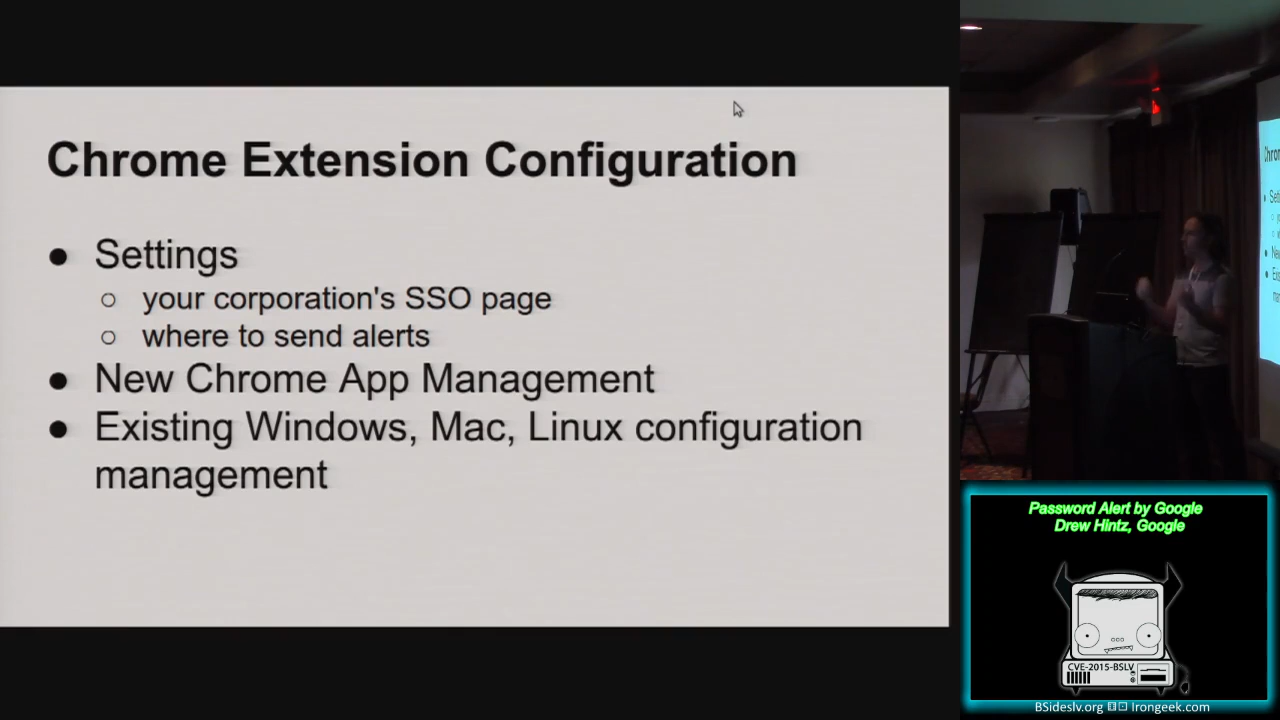 Chrome Extension Configuration
● Settings
○ your corporation's SSO page
○ where to send alerts
● New Chrome App Management
● Existing Windows, Mac, Linux configuration
management
Password Alert by Google
Drew Hintz, Google
CVE-2015-BSLV
BSideslv.org Irongeek.com